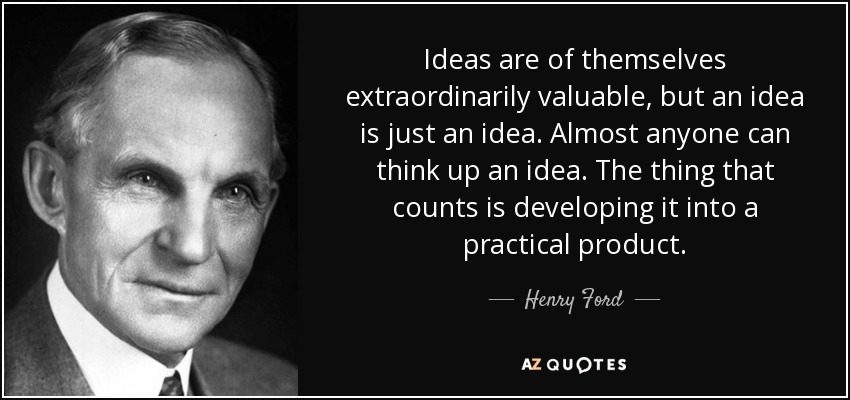 Ideas are of themselves
extraordinarily valuable, but an idea
is just an idea. Almost anyone can
think up an idea. The thing that
counts is developing it into a
practical product.
Henry Ford
AZ QUOTES